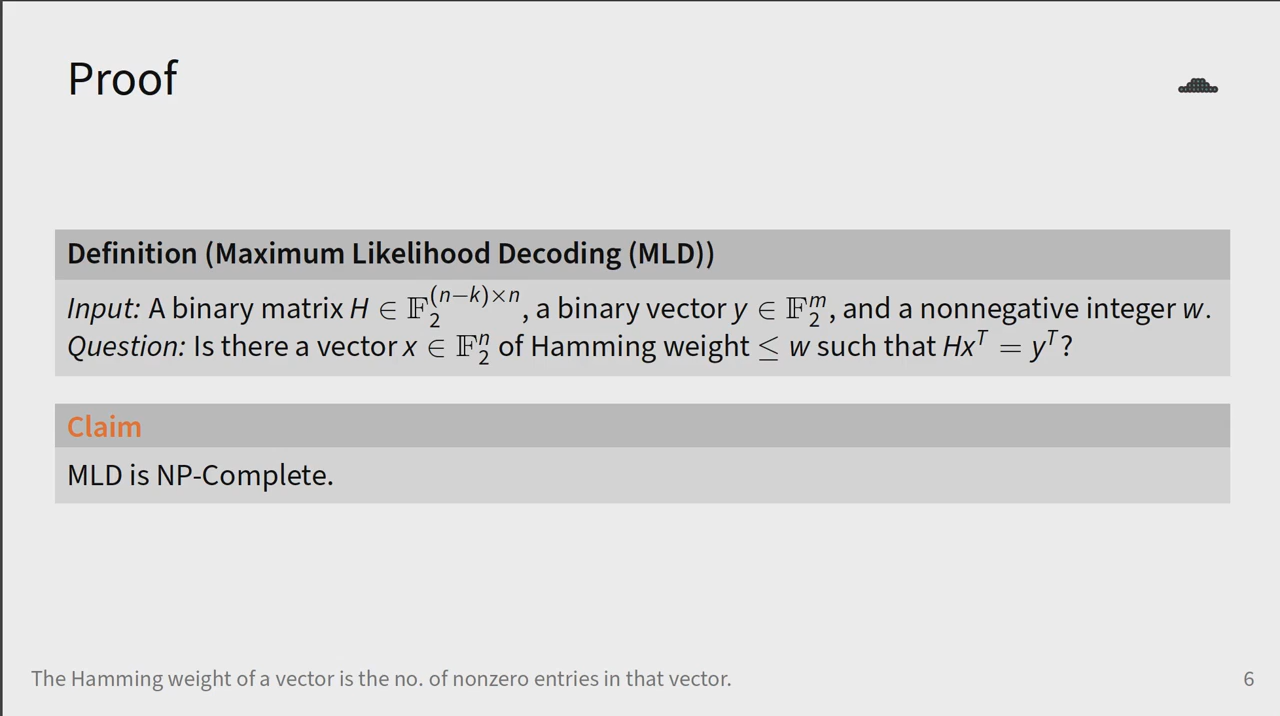 Proof
Definition (Maximum Likelihood Decoding (MLD))
Input: A binary matrix H ∈ 𝔽₂^{(n−k)×n}, a binary vector y ∈ 𝔽₂^m, and a nonnegative integer w.
Question: Is there a vector x ∈ 𝔽₂^n of Hamming weight ≤ w such that Hx^T = y^T?
Claim
MLD is NP-Complete.
The Hamming weight of a vector is the no. of nonzero entries in that vector.
6